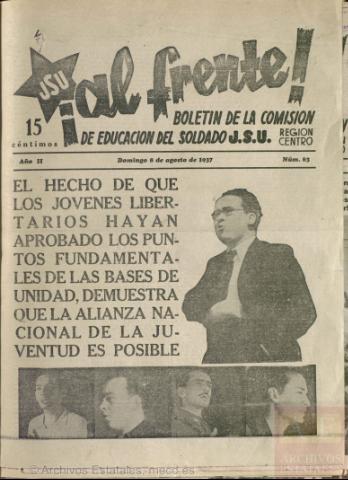 JSU
¡al frente!
15
céntimos
BOLETIN DE LA COMISION
DE EDUCACION DEL SOLDADO J.S.U.
REGION
CENTRO
Año II
Domingo 8 de agosto de 1937
Núm. 63
EL HECHO DE QUE
LOS JOVENES LIBER-
TARIOS HAYAN
APROBADO LOS PUN-
TOS FUNDAMENTA-
LES DE LAS BASES DE
UNIDAD, DEMUESTRA
QUE LA ALIANZA NA-
CIONAL DE LA JU-
VENTUD ES POSIBLE
ARCHIVOS
ESTATALES
© Archivos Estatales, mecd.es